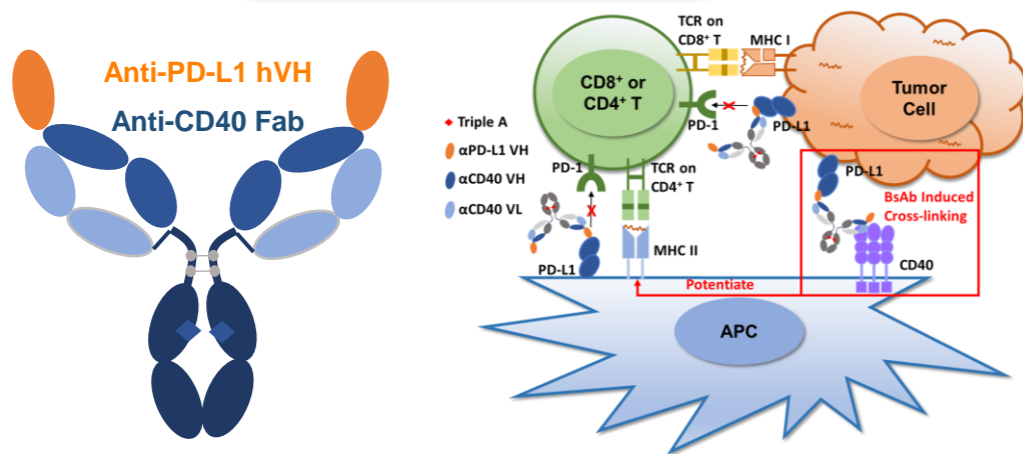 Anti-PD-L1 hVH
Anti-CD40 Fab
Triple A
αPD-L1 VH
αCD40 VH
αCD40 VL
CD8⁺ or
CD4⁺ T
TCR on
CD8⁺ T
MHC I
Tumor
Cell
PD-1
PD-L1
PD-1
TCR on
CD4⁺ T
PD-L1
MHC II
PD-L1
BsAb Induced
Cross-linking
CD40
Potentiate
APC